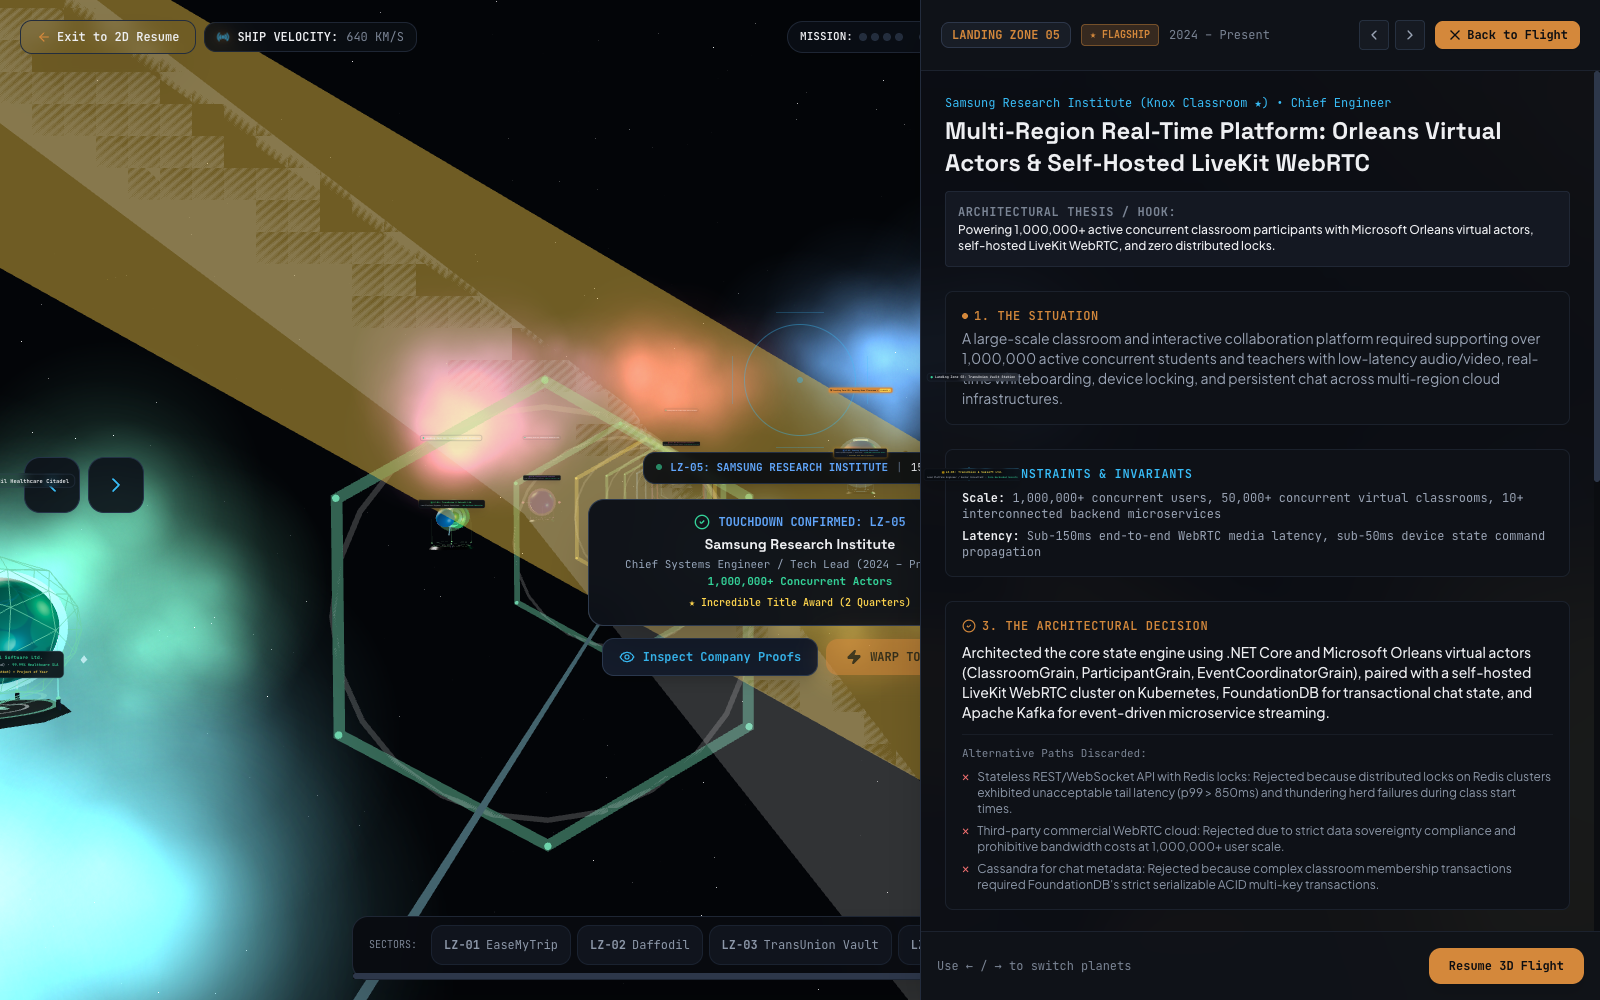 ← Exit to 2D Resume
SHIP VELOCITY: 640 KM/S
MISSION:
LANDING ZONE 05
★ FLAGSHIP
2024 – Present
Back to Flight
Samsung Research Institute (Knox Classroom ★) • Chief Engineer
Multi-Region Real-Time Platform: Orleans Virtual
Actors & Self-Hosted LiveKit WebRTC
ARCHITECTURAL THESIS / HOOK:
Powering 1,000,000+ active concurrent classroom participants with Microsoft Orleans virtual actors,
self-hosted LiveKit WebRTC, and zero distributed locks.
1. THE SITUATION
A large-scale classroom and interactive collaboration platform required supporting over
1,000,000 active concurrent students and teachers with low-latency audio/video, real-
time whiteboarding, device locking, and persistent chat across multi-region cloud
infrastructures.
NSTRAINTS & INVARIANTS
Scale: 1,000,000+ concurrent users, 50,000+ concurrent virtual classrooms, 10+
interconnected backend microservices
Latency: Sub-150ms end-to-end WebRTC media latency, sub-50ms device state command
propagation
3. THE ARCHITECTURAL DECISION
Architected the core state engine using .NET Core and Microsoft Orleans virtual actors
(ClassroomGrain, ParticipantGrain, EventCoordinatorGrain), paired with a self-hosted
LiveKit WebRTC cluster on Kubernetes, FoundationDB for transactional chat state, and
Apache Kafka for event-driven microservice streaming.
Alternative Paths Discarded:
× Stateless REST/WebSocket API with Redis locks: Rejected because distributed locks on Redis clusters
exhibited unacceptable tail latency (p99 > 850ms) and thundering herd failures during class start
times.
× Third-party commercial WebRTC cloud: Rejected due to strict data sovereignty compliance and
prohibitive bandwidth costs at 1,000,000+ user scale.
× Cassandra for chat metadata: Rejected because complex classroom membership transactions
required FoundationDB's strict serializable ACID multi-key transactions.
Use ← / → to switch planets
Resume 3D Flight
il Healthcare Citadel
LZ-05: SAMSUNG RESEARCH INSTITUTE | 15
TOUCHDOWN CONFIRMED: LZ-05
Samsung Research Institute
Chief Systems Engineer / Tech Lead (2024 – Pr
1,000,000+ Concurrent Actors
★ Incredible Title Award (2 Quarters)
Inspect Company Proofs
WARP TO
SECTORS:
LZ-01 EaseMyTrip
LZ-02 Daffodil
LZ-03 TransUnion Vault